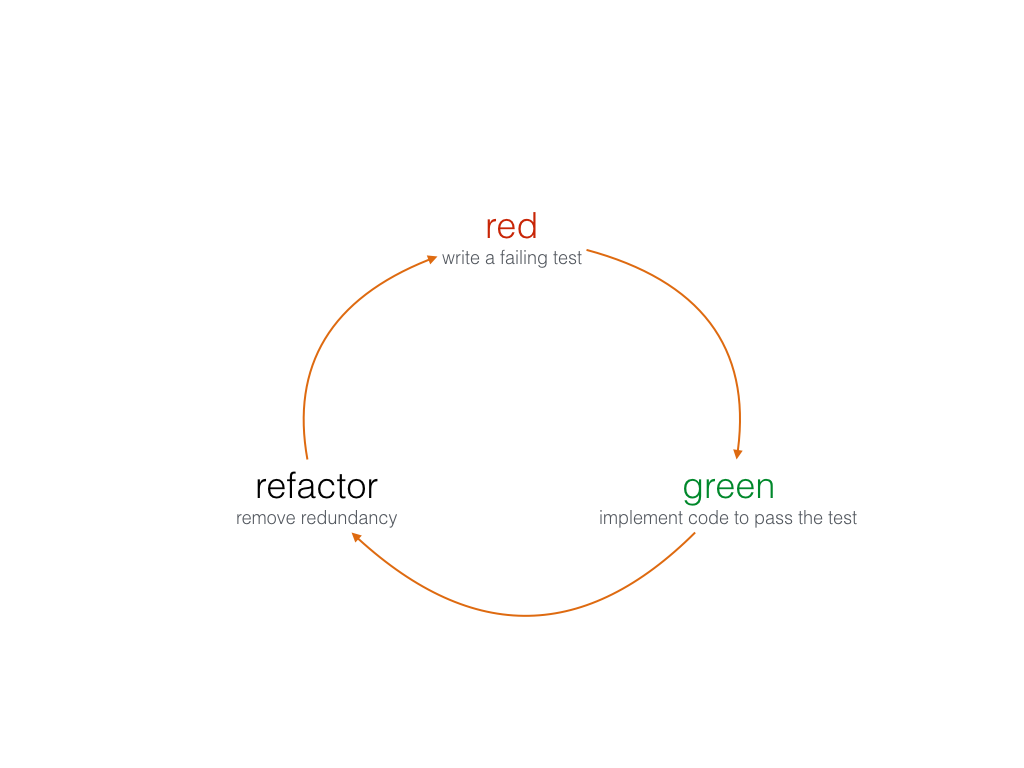 red
write a failing test
refactor
remove redundancy
green
implement code to pass the test